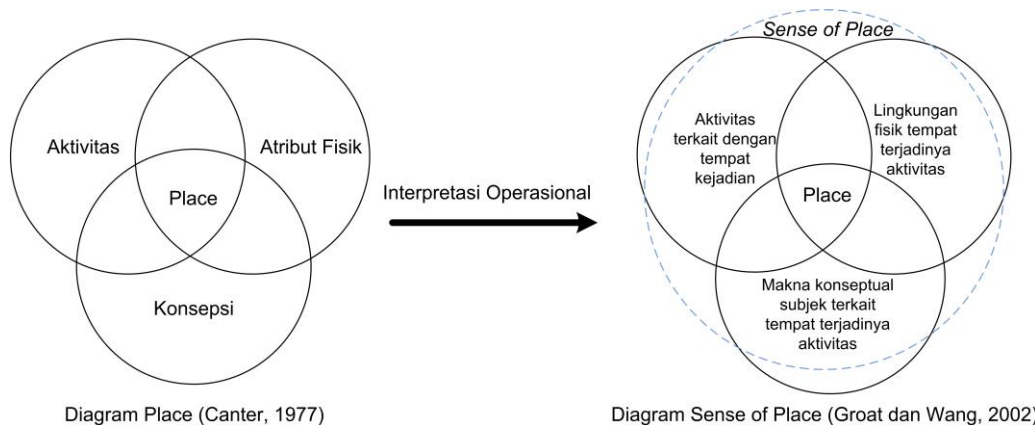 Aktivitas
Atribut Fisik
Place
Konsepsi
Diagram Place (Canter, 1977)
Interpretasi Operasional
Sense of Place
Aktivitas
terkait dengan
tempat
kejadian
Lingkungan
fisik tempat
terjadinya
aktivitas
Place
Makna konseptual
subjek terkait
tempat terjadinya
aktivitas
Diagram Sense of Place (Groat dan Wang, 2002)